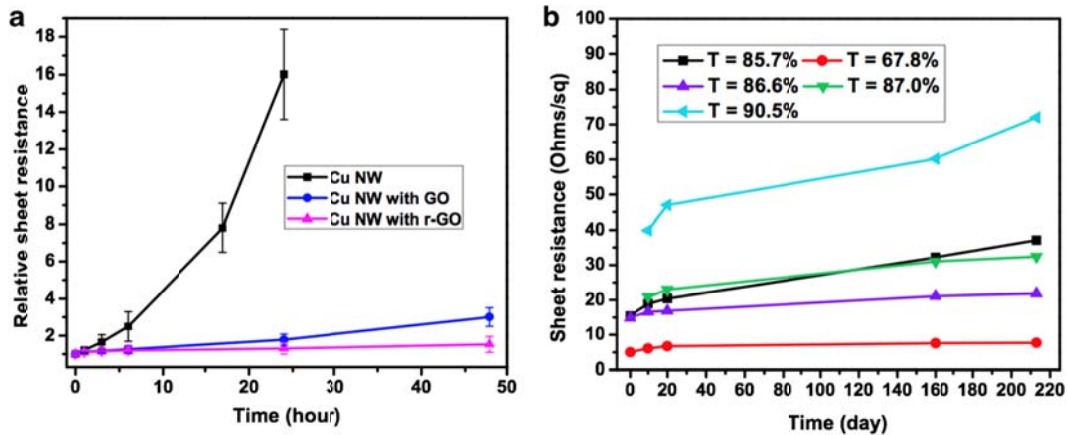 a
Relative sheet resistance
18
16
14
12
10
8
6
4
2
0
10
20
30
40
50
Time (hour)
Cu NW
Cu NW with GO
Cu NW with r-GO
b
Sheet resistance (Ohms/sq)
100
90
80
70
60
50
40
30
20
10
0
0 20 40 60 80 100 120 140 160 180 200 220
Time (day)
T = 85.7% T = 67.8%
T = 86.6% T = 87.0%
T = 90.5%